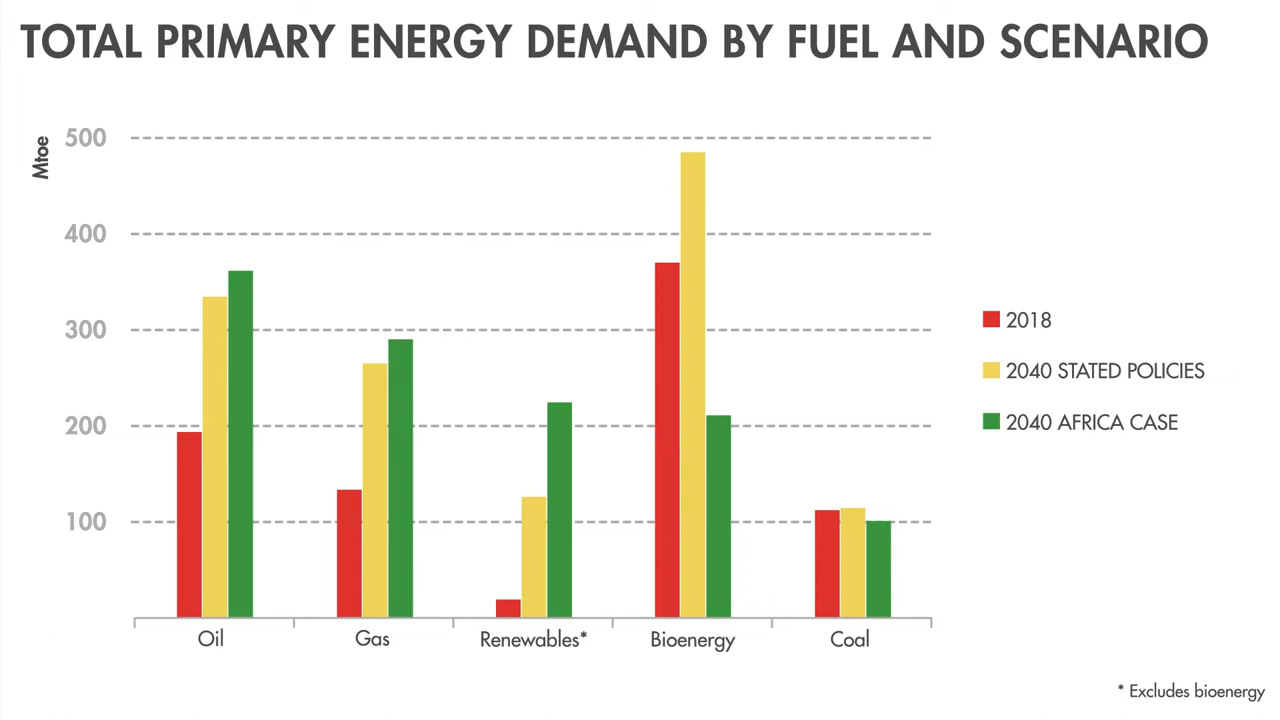 TOTAL PRIMARY ENERGY DEMAND BY FUEL AND SCENARIO
Mtoe
500
400
300
200
100
Oil
Gas
Renewables*
Bioenergy
Coal
2018
2040 STATED POLICIES
2040 AFRICA CASE
* Excludes bioenergy